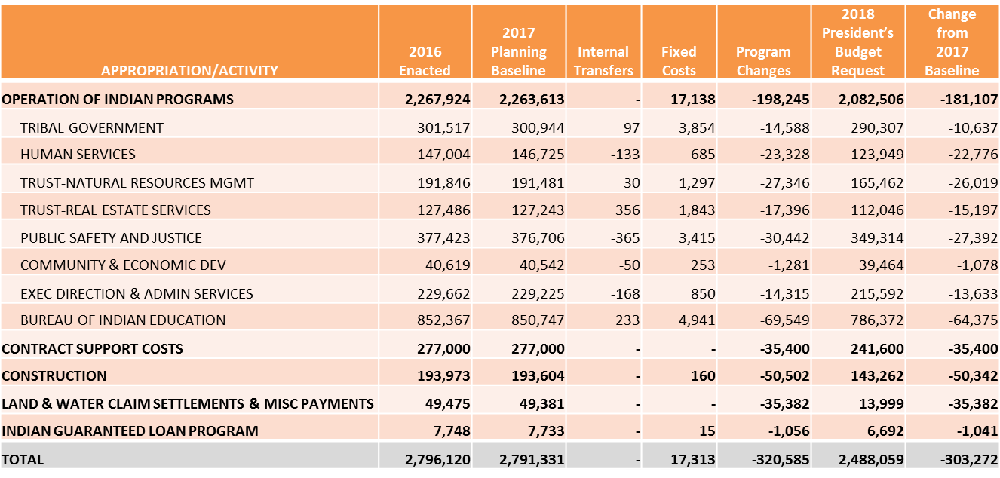 APPROPRIATION/ACTIVITY 2016 Enacted 2017 Planning Baseline Internal Transfers Fixed Costs Program Changes 2018 President's Budget Request Change from 2017 Baseline
OPERATION OF INDIAN PROGRAMS 2,267,924 2,263,613 - 17,138 -198,245 2,082,506 -181,107
TRIBAL GOVERNMENT 301,517 300,944 97 3,854 -14,588 290,307 -10,637
HUMAN SERVICES 147,004 146,725 -133 685 -23,328 123,949 -22,776
TRUST-NATURAL RESOURCES MGMT 191,846 191,481 30 1,297 -27,346 165,462 -26,019
TRUST-REAL ESTATE SERVICES 127,486 127,243 356 1,843 -17,396 112,046 -15,197
PUBLIC SAFETY AND JUSTICE 377,423 376,706 -365 3,415 -30,442 349,314 -27,392
COMMUNITY & ECONOMIC DEV 40,619 40,542 -50 253 -1,281 39,464 -1,078
EXEC DIRECTION & ADMIN SERVICES 229,662 229,225 -168 850 -14,315 215,592 -13,633
BUREAU OF INDIAN EDUCATION 852,367 850,747 233 4,941 -69,549 786,372 -64,375
CONTRACT SUPPORT COSTS 277,000 277,000 - - -35,400 241,600 -35,400
CONSTRUCTION 193,973 193,604 - 160 -50,502 143,262 -50,342
LAND & WATER CLAIM SETTLEMENTS & MISC PAYMENTS 49,475 49,381 - - -35,382 13,999 -35,382
INDIAN GUARANTEED LOAN PROGRAM 7,748 7,733 - 15 -1,056 6,692 -1,041
TOTAL 2,796,120 2,791,331 - 17,313 -320,585 2,488,059 -303,272